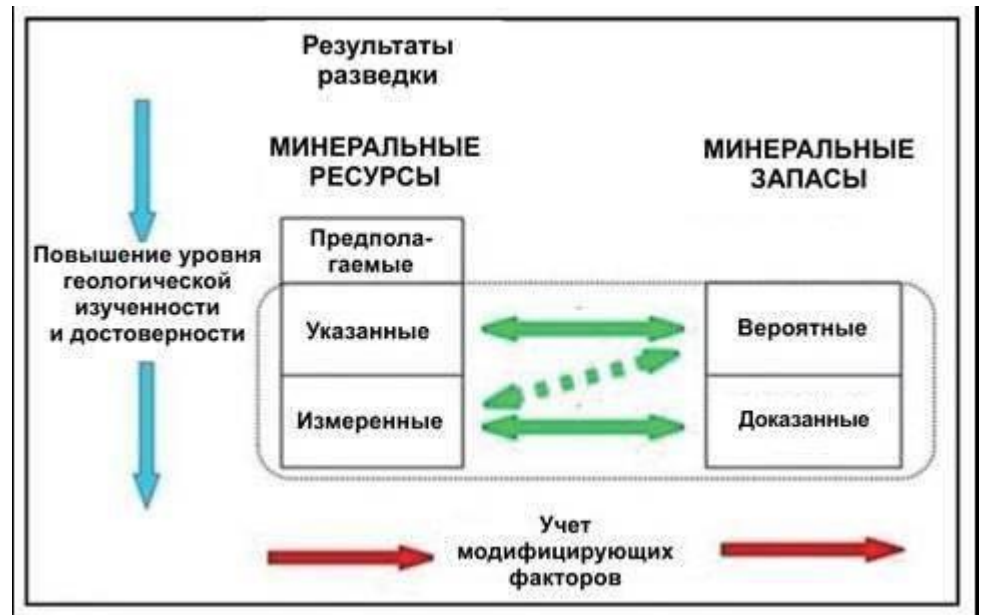 Результаты
разведки
МИНЕРАЛЬНЫЕ
РЕСУРСЫ
МИНЕРАЛЬНЫЕ
ЗАПАСЫ
Предпола-
гаемые
Повышение уровня
геологической
изученности
и достоверности
Указанные
Вероятные
Измеренные
Доказанные
Учет
модифицирующих
факторов